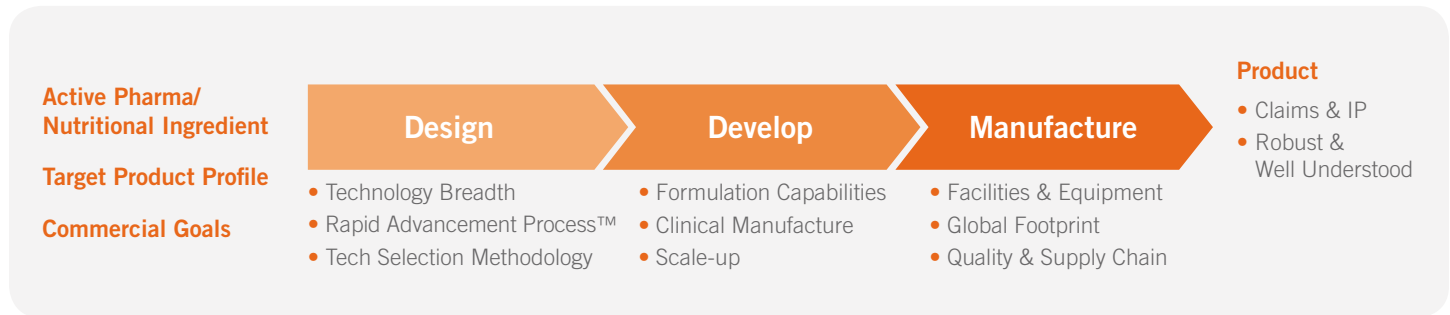 Active Pharma/
Nutritional Ingredient
Target Product Profile
Commercial Goals
Design
• Technology Breadth
• Rapid Advancement Process™
• Tech Selection Methodology
Develop
• Formulation Capabilities
• Clinical Manufacture
• Scale-up
Manufacture
• Facilities & Equipment
• Global Footprint
• Quality & Supply Chain
Product
• Claims & IP
• Robust &
Well Understood